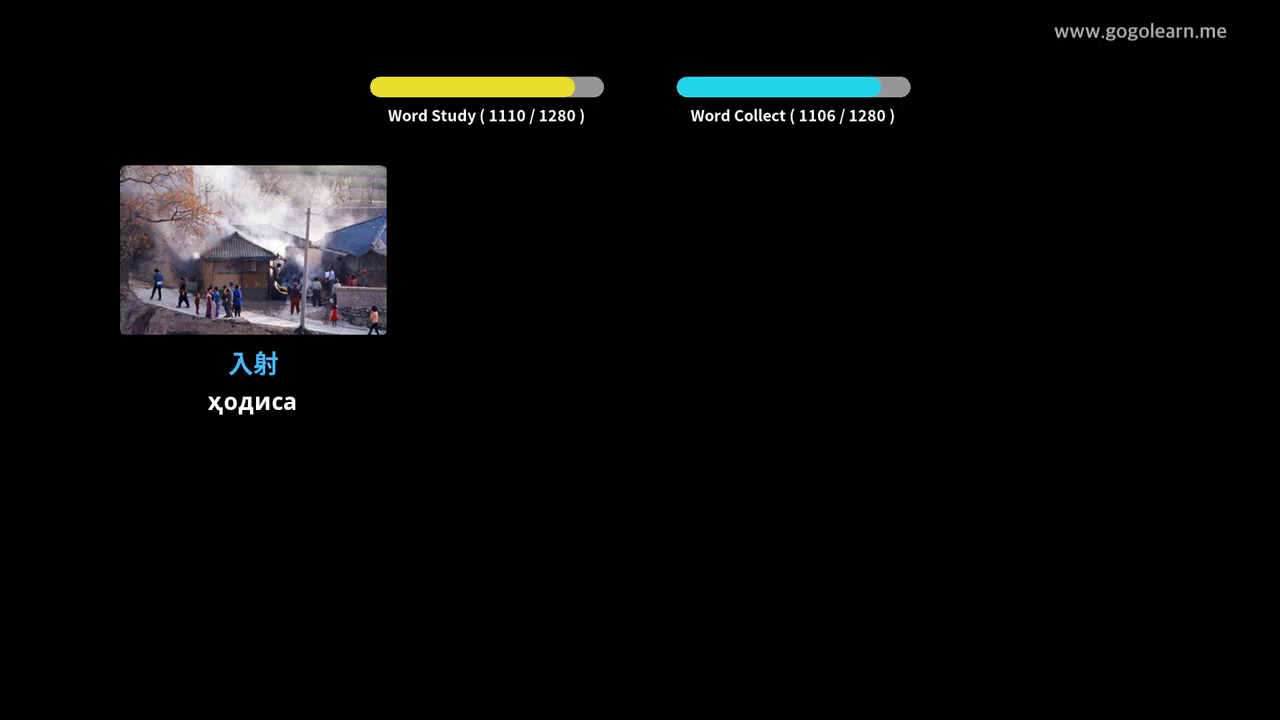 www.gogolearn.me
Word Study ( 1110 / 1280 )
Word Collect ( 1106 / 1280 )
入射
ҳодиса